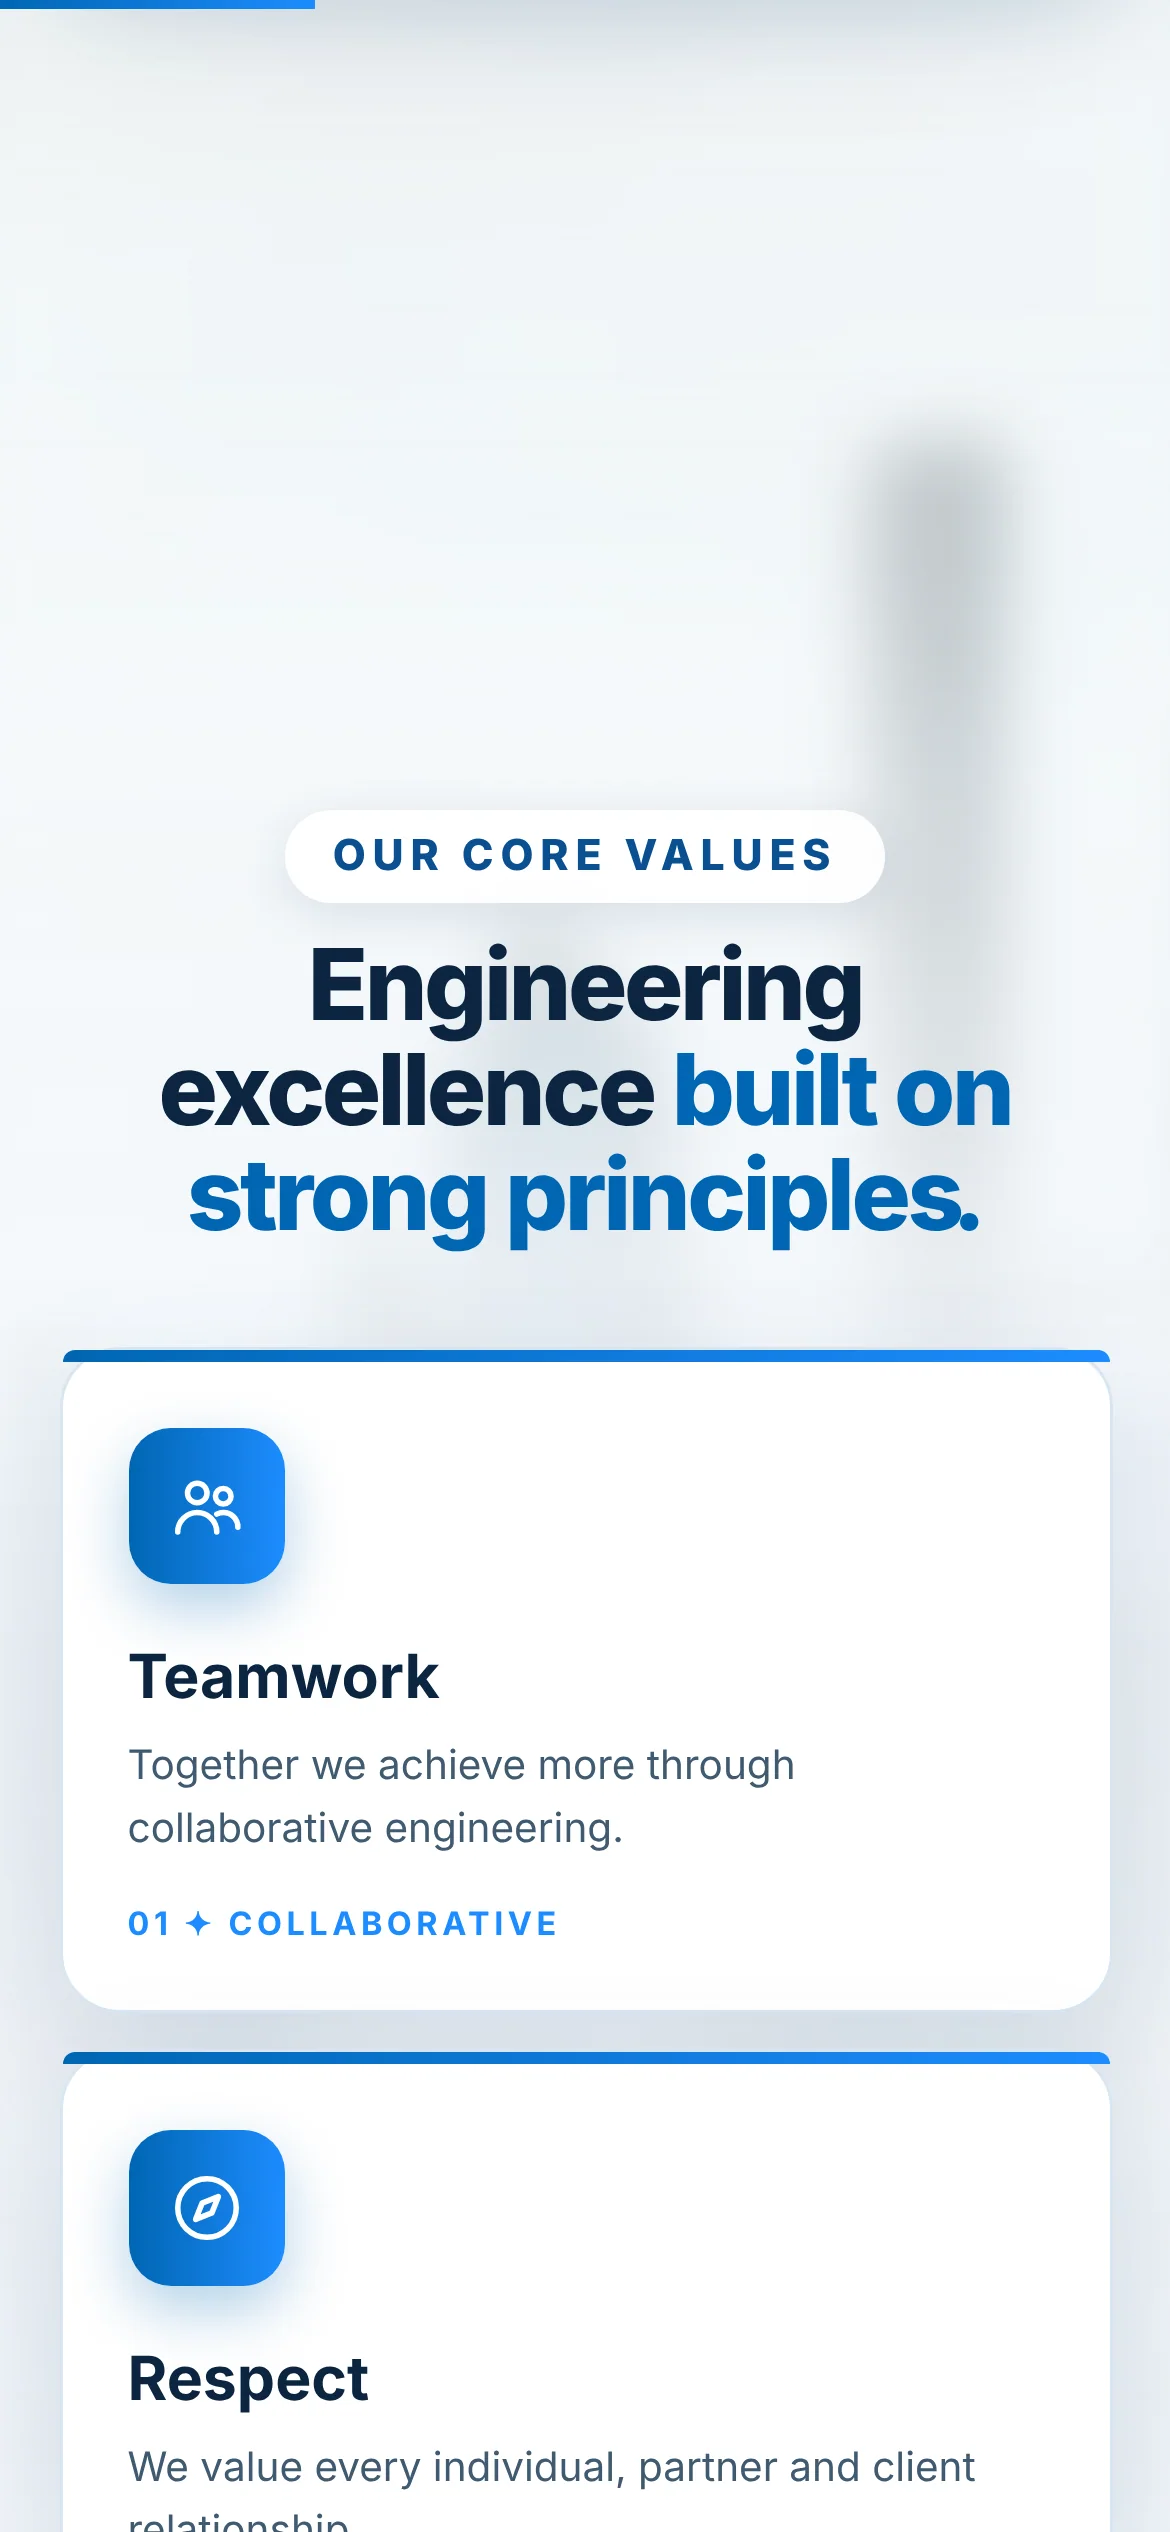 OUR CORE VALUES
Engineering
excellence built on
strong principles.
Teamwork
Together we achieve more through
collaborative engineering.
01 ✦ COLLABORATIVE
Respect
We value every individual, partner and client
relationship.